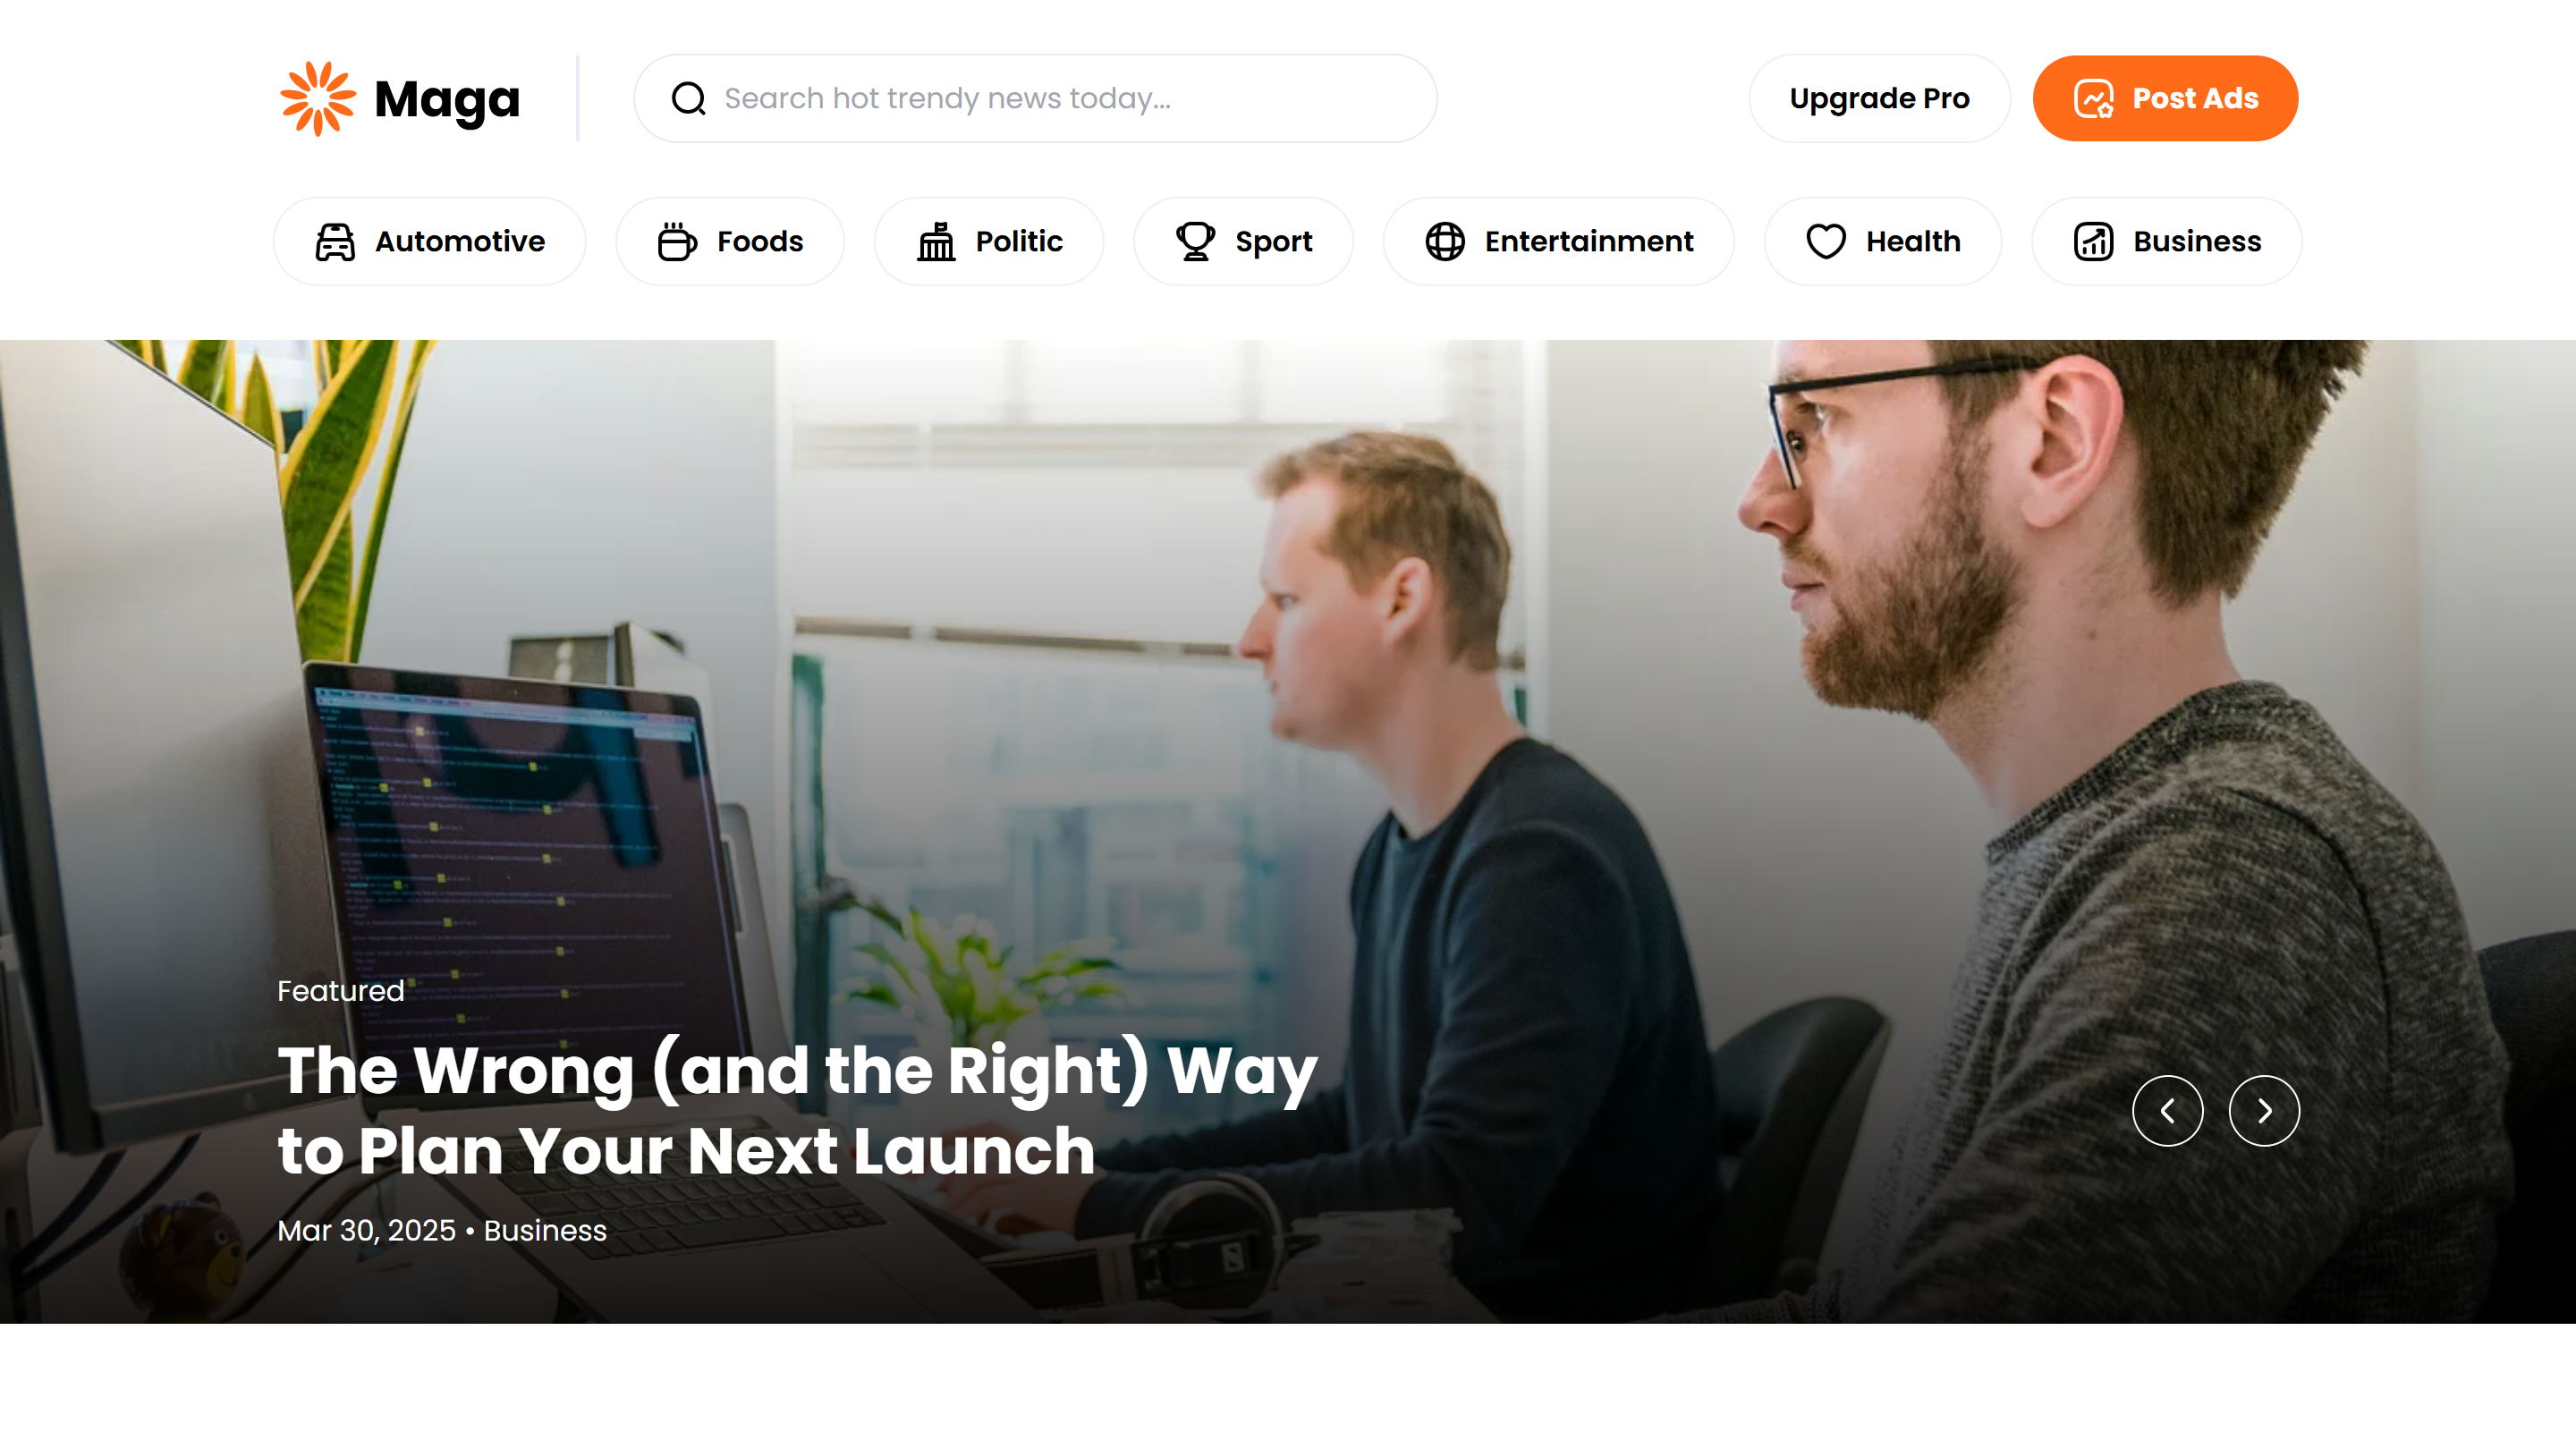 Maga
Search hot trendy news today...
Upgrade Pro
Post Ads
Automotive
Foods
Politic
Sport
Entertainment
Health
Business
Featured
The Wrong (and the Right) Way
to Plan Your Next Launch
Mar 30, 2025 • Business